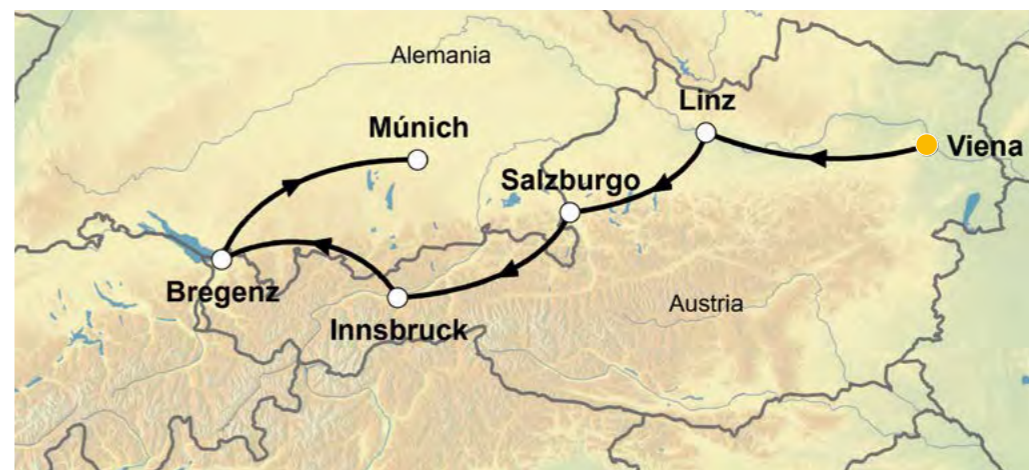 Alemania
Linz
Múnich
Viena
Salzburgo
Bregenz
Innsbruck
Austria